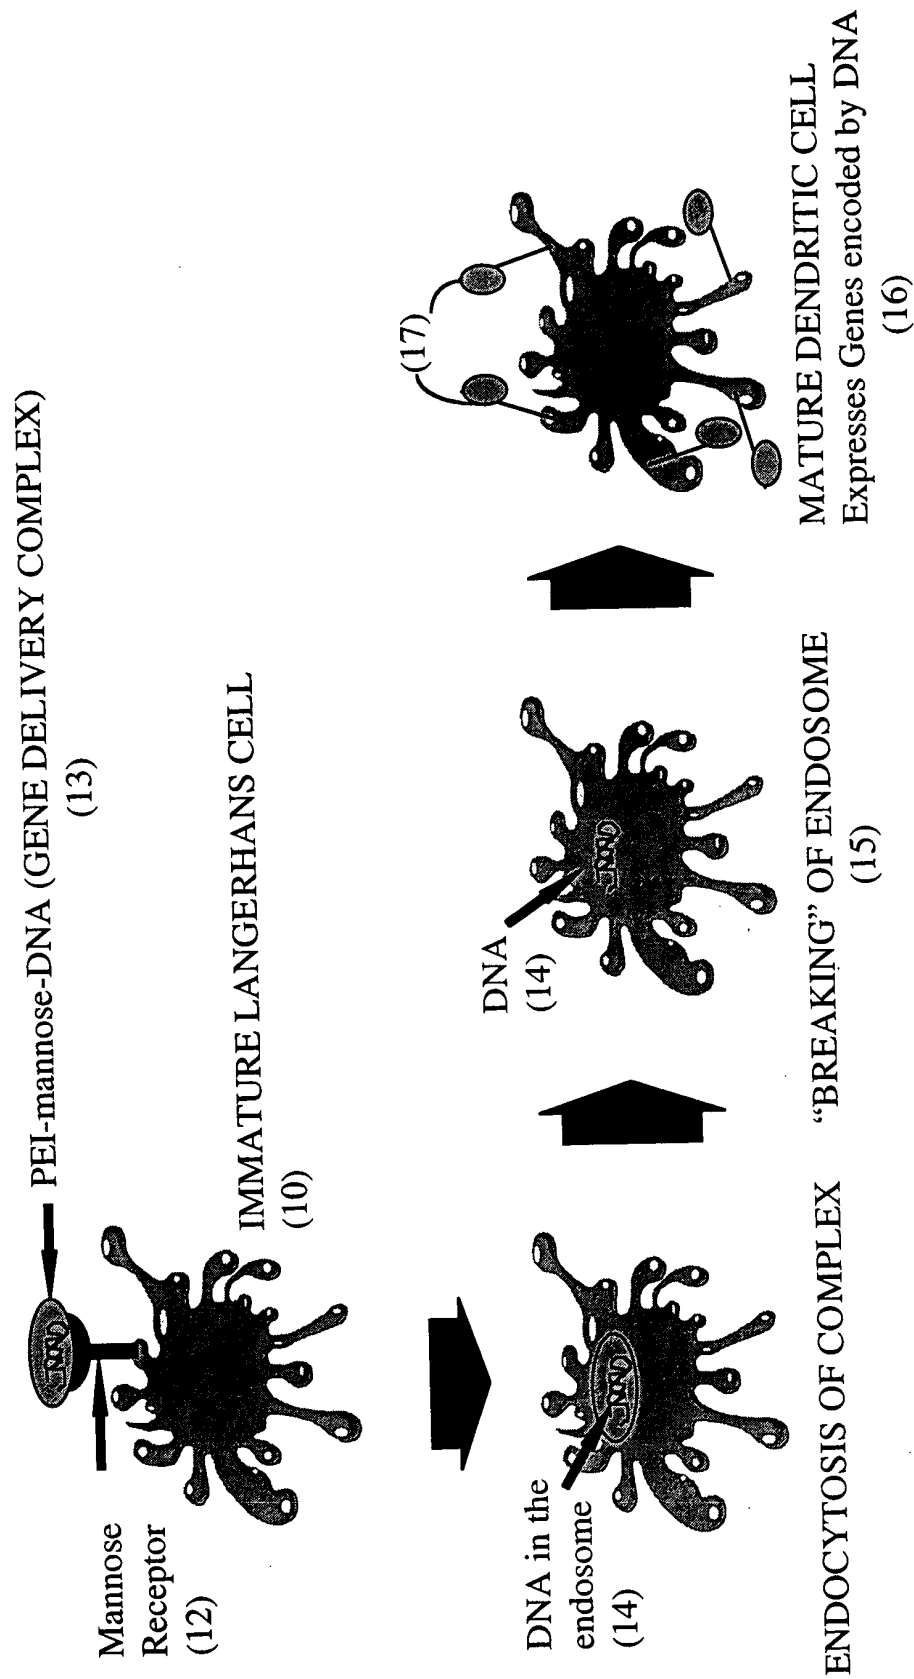 PEI-mannose-DNA (GENE DELIVERY COMPLEX)
(13)
Mannose
Receptor
(12)
IMMATURE LANGERHANS CELL
(10)
DNA in the
endosome
(14)
ENDOCYTOSIS OF COMPLEX
DNA
(14)
“BREAKING” OF ENDOSOME
(15)
(17)
MATURE DENDRITIC CELL
Expresses Genes encoded by DNA
(16)